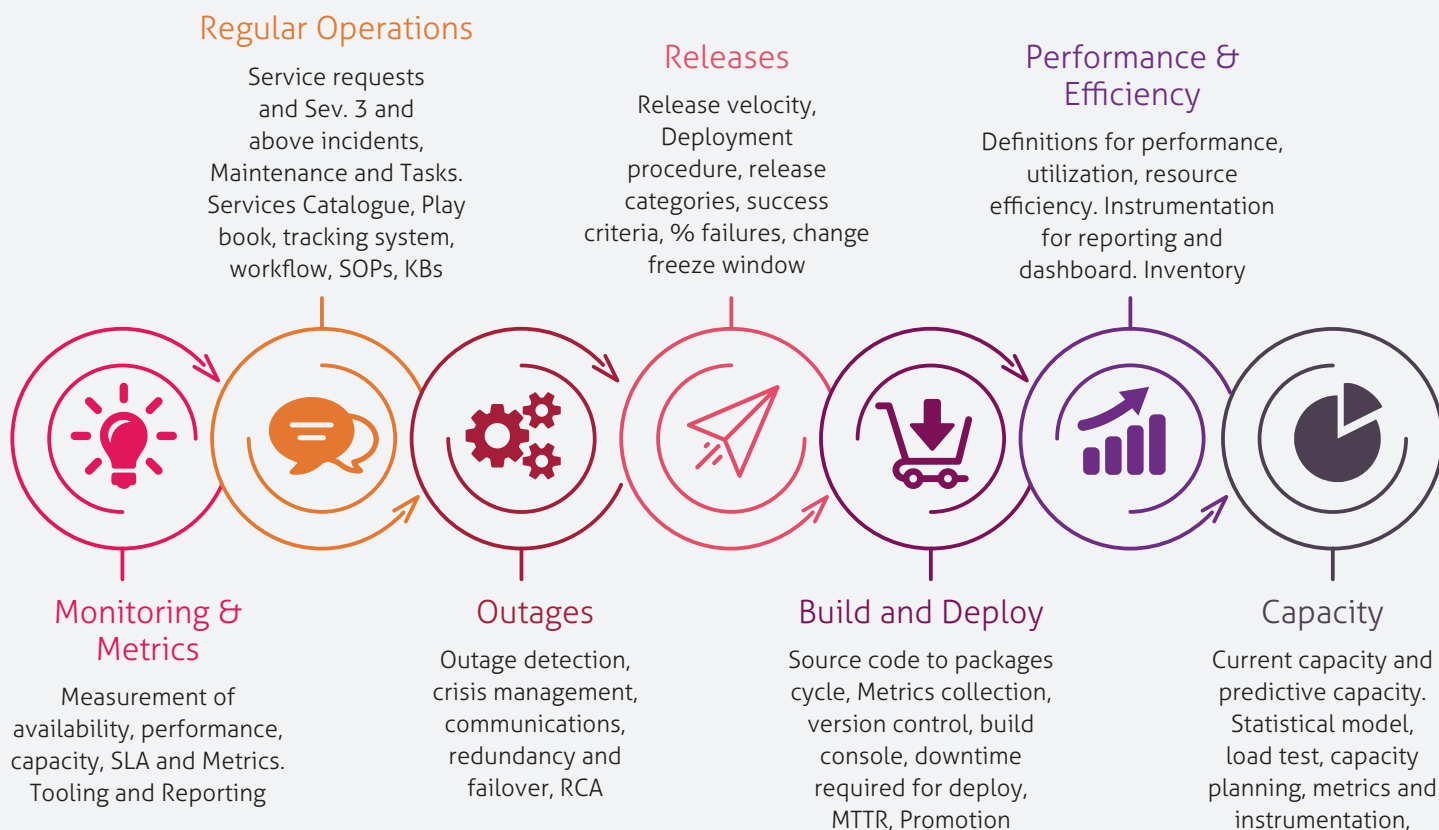 Regular Operations
Service requests
and Sev. 3 and
above incidents,
Maintenance and Tasks.
Services Catalogue, Play
book, tracking system,
workflow, SOPs, KBs
Releases
Release velocity,
Deployment
procedure, release
categories, success
criteria, % failures, change
freeze window
Performance &
Efficiency
Definitions for performance,
utilization, resource
efficiency. Instrumentation
for reporting and
dashboard. Inventory
Monitoring &
Metrics
Measurement of
availability, performance,
capacity, SLA and Metrics.
Tooling and Reporting
Outages
Outage detection,
crisis management,
communications,
redundancy and
failover, RCA
Build and Deploy
Source code to packages
cycle, Metrics collection,
version control, build
console, downtime
required for deploy,
MTTR, Promotion
Capacity
Current capacity and
predictive capacity.
Statistical model,
load test, capacity
planning, metrics and
instrumentation,